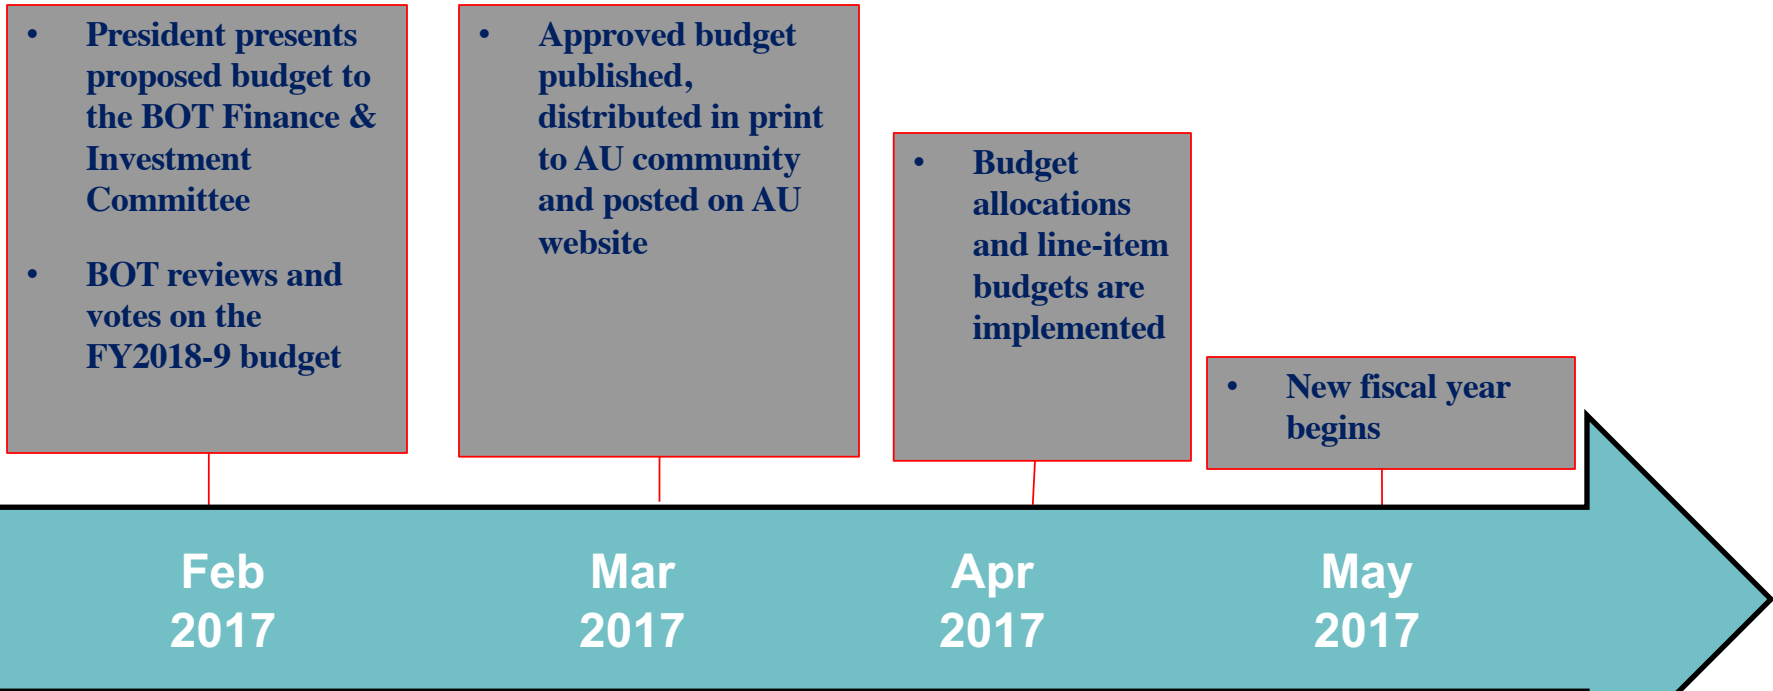 • President presents
proposed budget to
the BOT Finance &
Investment
Committee
• BOT reviews and
votes on the
FY2018-9 budget
• Approved budget
published,
distributed in print
to AU community
and posted on AU
website
• Budget
allocations
and line-item
budgets are
implemented
• New fiscal year
begins
Feb
2017
Mar
2017
Apr
2017
May
2017